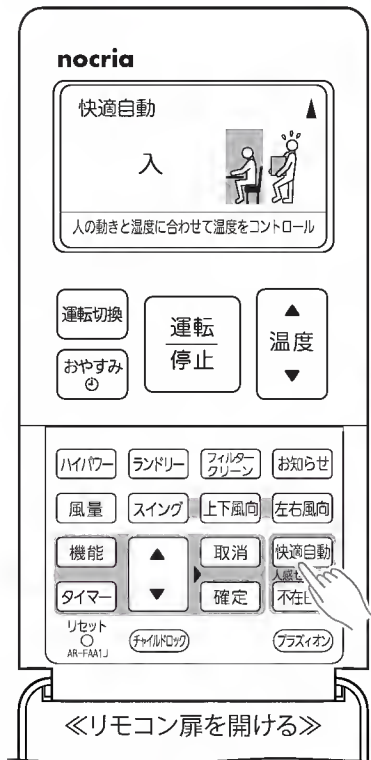 nocria
快適自動
入
人の動きと温度に合わせて温度をコントロール
運転切換
運転
停止
温度
おやすみ
ハイパワー ランドリー フィルター
クリーン お知らせ
風量 スイング 上下風向 左右風向
機能 取消 快適自動
タイマー 確定
リセット
AR-FAA1J
チャイルドロック プラズィオン
≪リモコン扉を開ける≫